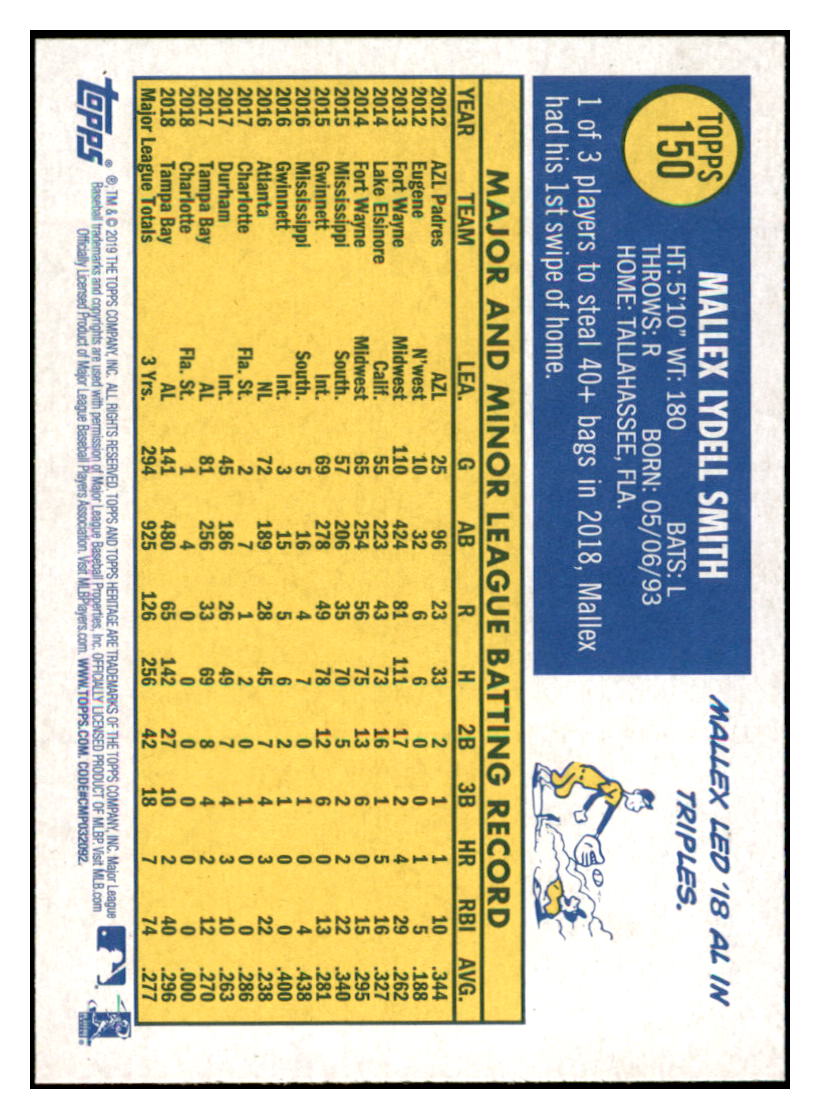 TOPPS
150
MALLEX LYDELL SMITH
HT: 5'10" WT: 180 BATS: L
THROWS: R BORN: 05/06/93
HOME: TALLAHASSEE, FLA.
1 of 3 players to steal 40+ bags in 2018, Mallex
had his 1st swipe of home.
MALLEX LED '18 AL IN
TRIPLES.
MAJOR AND MINOR LEAGUE BATTING RECORD
YEAR TEAM LEA. G AB R H 2B 3B HR RBI AVG.
2012 AZL Padres AZL 25 96 23 33 2 1 1 10 .344
2012 Eugene N'west 10 32 6 6 0 0 1 5 .188
2013 Fort Wayne Midwest 110 424 81 111 17 2 4 29 .262
2014 Lake Elsinore Calif. 55 223 43 73 16 1 5 16 .327
2014 Fort Wayne Midwest 65 254 56 75 13 6 0 15 .295
2015 Mississippi South. 57 206 35 70 5 2 2 22 .340
2015 Gwinnett Int. 69 278 49 78 12 6 0 13 .281
2016 Mississippi South. 5 16 4 7 0 1 0 4 .438
2016 Gwinnett Int. 3 15 5 6 2 1 0 0 .400
2016 Atlanta NL 72 189 28 45 7 4 3 22 .238
2017 Charlotte Fla. St. 2 7 1 2 0 1 0 0 .286
2017 Durham Int. 45 186 26 49 7 4 3 10 .263
2017 Tampa Bay AL 81 256 33 69 8 4 2 12 .270
2018 Charlotte Fla. St. 1 4 0 0 0 0 0 0 .000
2018 Tampa Bay AL 141 480 65 142 27 10 2 40 .296
Major League Totals 3 Yrs. 294 925 126 256 42 18 7 74 .277
topps®
®, TM & © 2019 THE TOPPS COMPANY, INC. ALL RIGHTS RESERVED. TOPPS AND TOPPS HERITAGE ARE TRADEMARKS OF THE TOPPS COMPANY, INC. Major League
Baseball trademarks and copyrights are used with permission of Major League Baseball Properties, Inc. OFFICIALLY LICENSED PRODUCT OF MLBP. Visit MLB.com
Officially Licensed Product of Major League Baseball Players Association. Visit MLBPlayers.com. WWW.TOPPS.COM. CODE#CMP032092.